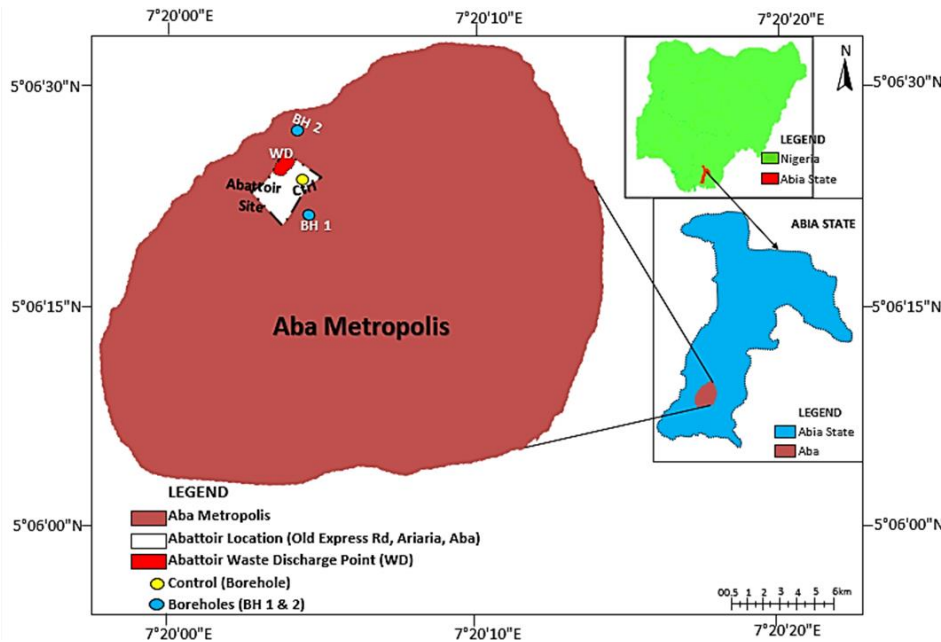 7°20'00"E
7°20'10"E
7°20'20"E
5°06'30"N
5°06'30"N
N
LEGEND
Nigeria
Abia State
BH 2
WD
Abattoir
Site
Ctrl
BH 1
ABIA STATE
5°06'15"N
5°06'15"N
Aba Metropolis
LEGEND
Abia State
Aba
LEGEND
Aba Metropolis
Abattoir Location (Old Express Rd, Ariaria, Aba)
Abattoir Waste Discharge Point (WD)
Control (Borehole)
Boreholes (BH 1 & 2)
5°06'00"N
5°06'00"N
00.5 1 2 3 4 5 6km
7°20'00"E
7°20'10"E
7°20'20"E